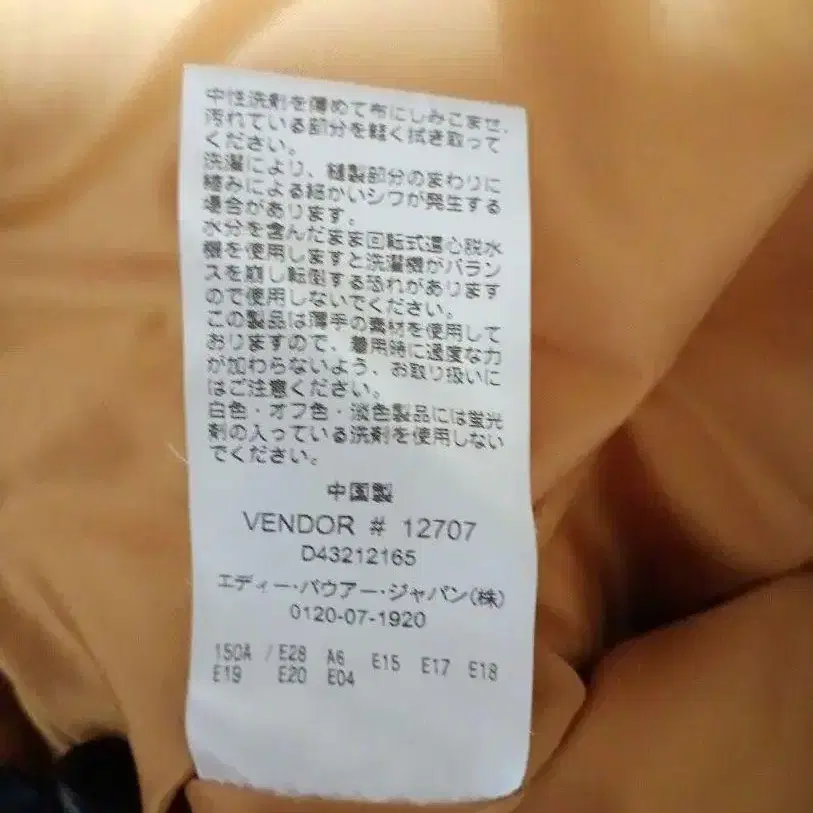 中性洗剤を薄めて布にしみこませ、
汚れている部分を軽く拭き取って
ください。
洗濯により、縫製部分のまわりに
縮みによる細かいシワが発生する
場合があります。
水分を含んだまま回転式遠心脱水
機を使用しますと洗濯機がバラン
スを崩し転倒する恐れがあります
ので使用しないでください。
この製品は薄手の素材を使用して
おりますので、着用時に過度な力
が加わらないよう、お取り扱いに
はご注意ください。
白色・オフ色・淡色製品には蛍光
剤の入っている洗剤を使用しない
でください。
中国製
VENDOR # 12707
D43212165
エディー・バウアー・ジャパン(株)
0120-07-1920
150A / E28 A6 E15 E17 E18
E19 E20 E04